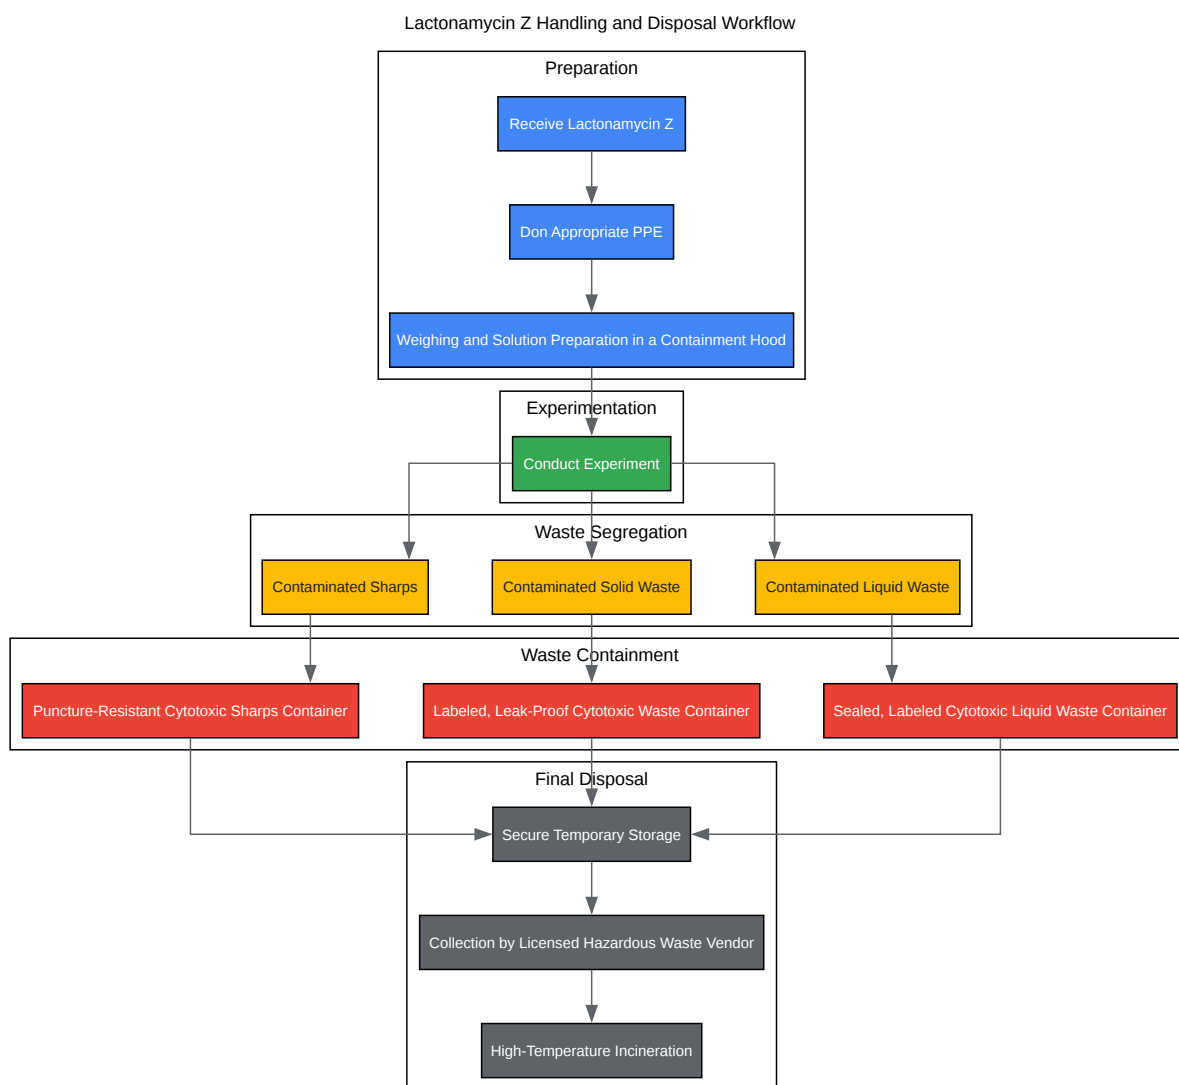 Lactonamycin Z Handling and Disposal Workflow
Preparation
Receive Lactonamycin Z
Don Appropriate PPE
Weighing and Solution Preparation in a Containment Hood
Experimentation
Conduct Experiment
Waste Segregation
Contaminated Sharps
Contaminated Solid Waste
Contaminated Liquid Waste
Waste Containment
Puncture-Resistant Cytotoxic Sharps Container
Labeled, Leak-Proof Cytotoxic Waste Container
Sealed, Labeled Cytotoxic Liquid Waste Container
Final Disposal
Secure Temporary Storage
Collection by Licensed Hazardous Waste Vendor
High-Temperature Incineration